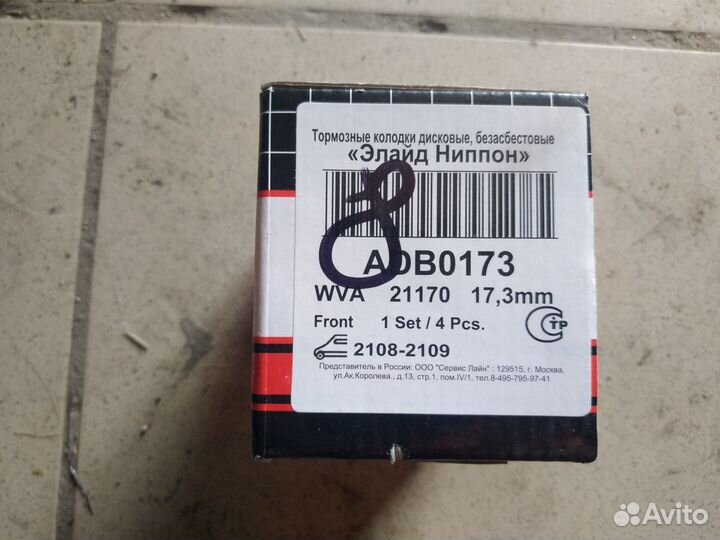 Тормозные колодки дисковые, безасбестовые
«Элайд Ниппон»
8
ADB0173
WVA 21170 17,3mm
Front 1 Set / 4 Pcs.
СТР
2108-2109
Представитель в России: ООО "Сервис Лайн" ; 129515, г. Москва,
ул.Ак.Королева., д.13, стр.1, пом.IV/1, тел.8-495-795-97-41
Avito